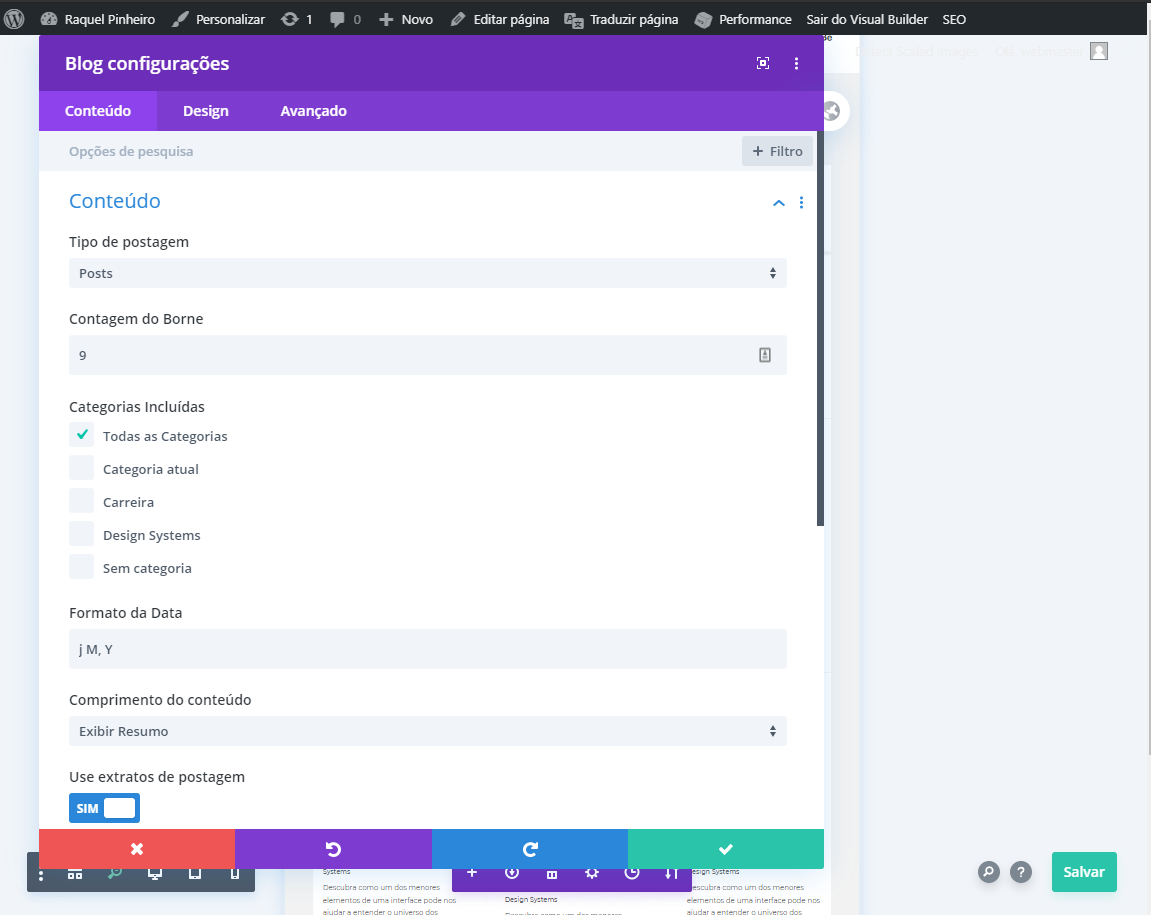 Raquel Pinheiro Personalizar 1 0 Novo Editar página Traduzir página Performance Sair do Visual Builder SEO
Detect Scaled Images Olá, webmaster
Blog configurações
Conteúdo Design Avançado
Opções de pesquisa + Filtro
Conteúdo
Tipo de postagem
Posts
Contagem do Borne
9
Categorias Incluídas
Todas as Categorias
Categoria atual
Carreira
Design Systems
Sem categoria
Formato da Data
j M, Y
Comprimento do conteúdo
Exibir Resumo
Use extratos de postagem
SIM
? Salvar
Systems
Descubra como um dos menores
elementos de uma interface pode nos
ajudar a entender o universo dos
Design Systems
Descubra como um dos menores
Design Systems
Descubra como um dos menores
elementos de uma interface pode nos
ajudar a entender o universo dos